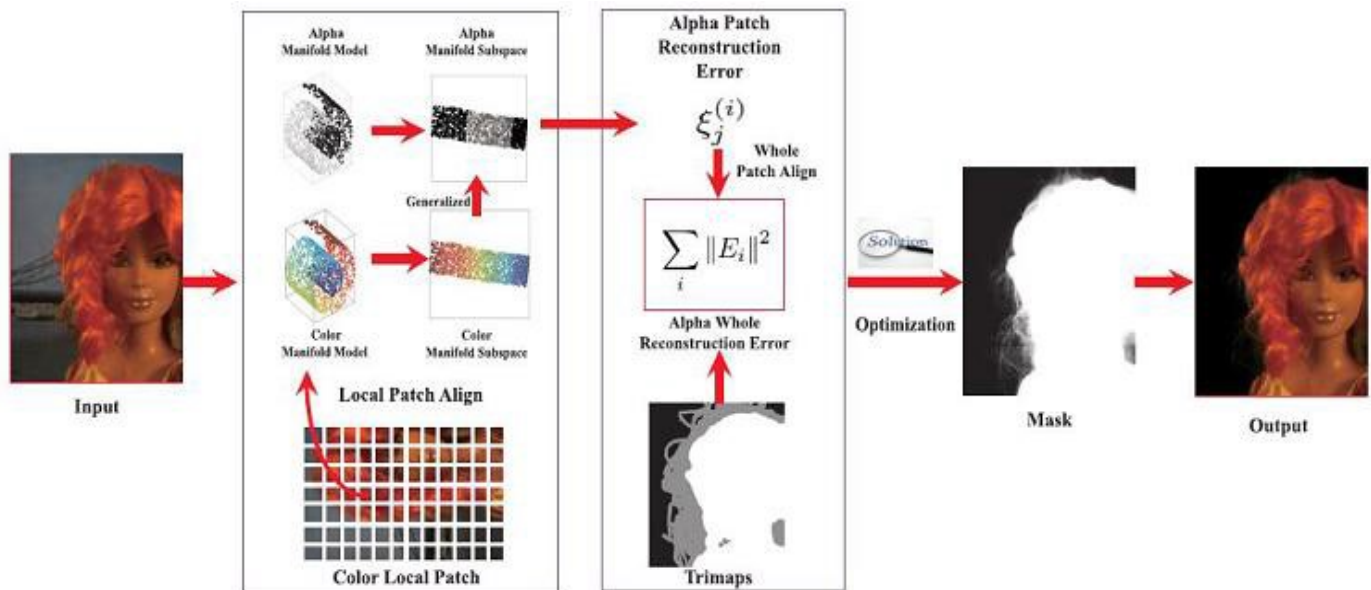 Input
Alpha
Manifold Model
Alpha
Manifold Subspace
Generalized
Color
Manifold Model
Color
Manifold Subspace
Local Patch Align
Color Local Patch
Alpha Patch
Reconstruction
Error
ξ_j^{(i)}
Whole
Patch Align
∑_i ‖E_i‖^2
Alpha Whole
Reconstruction Error
Trimaps
Solution
Optimization
Mask
Output